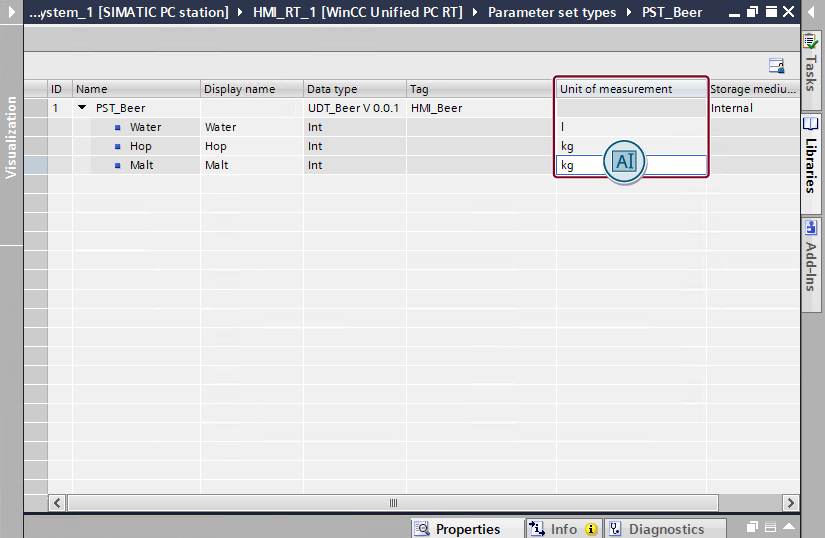 ...ystem_1 [SIMATIC PC station] HMI_RT_1 [WinCC Unified PC RT] Parameter set types PST_Beer
ID Name Display name Data type Tag Unit of measurement Storage mediu...
1 PST_Beer UDT_Beer V 0.0.1 HMI_Beer Internal
Water Water Int l
Hop Hop Int kg
Malt Malt Int kg
AI
Visualization
Tasks
Libraries
Add-Ins
Properties Info Diagnostics